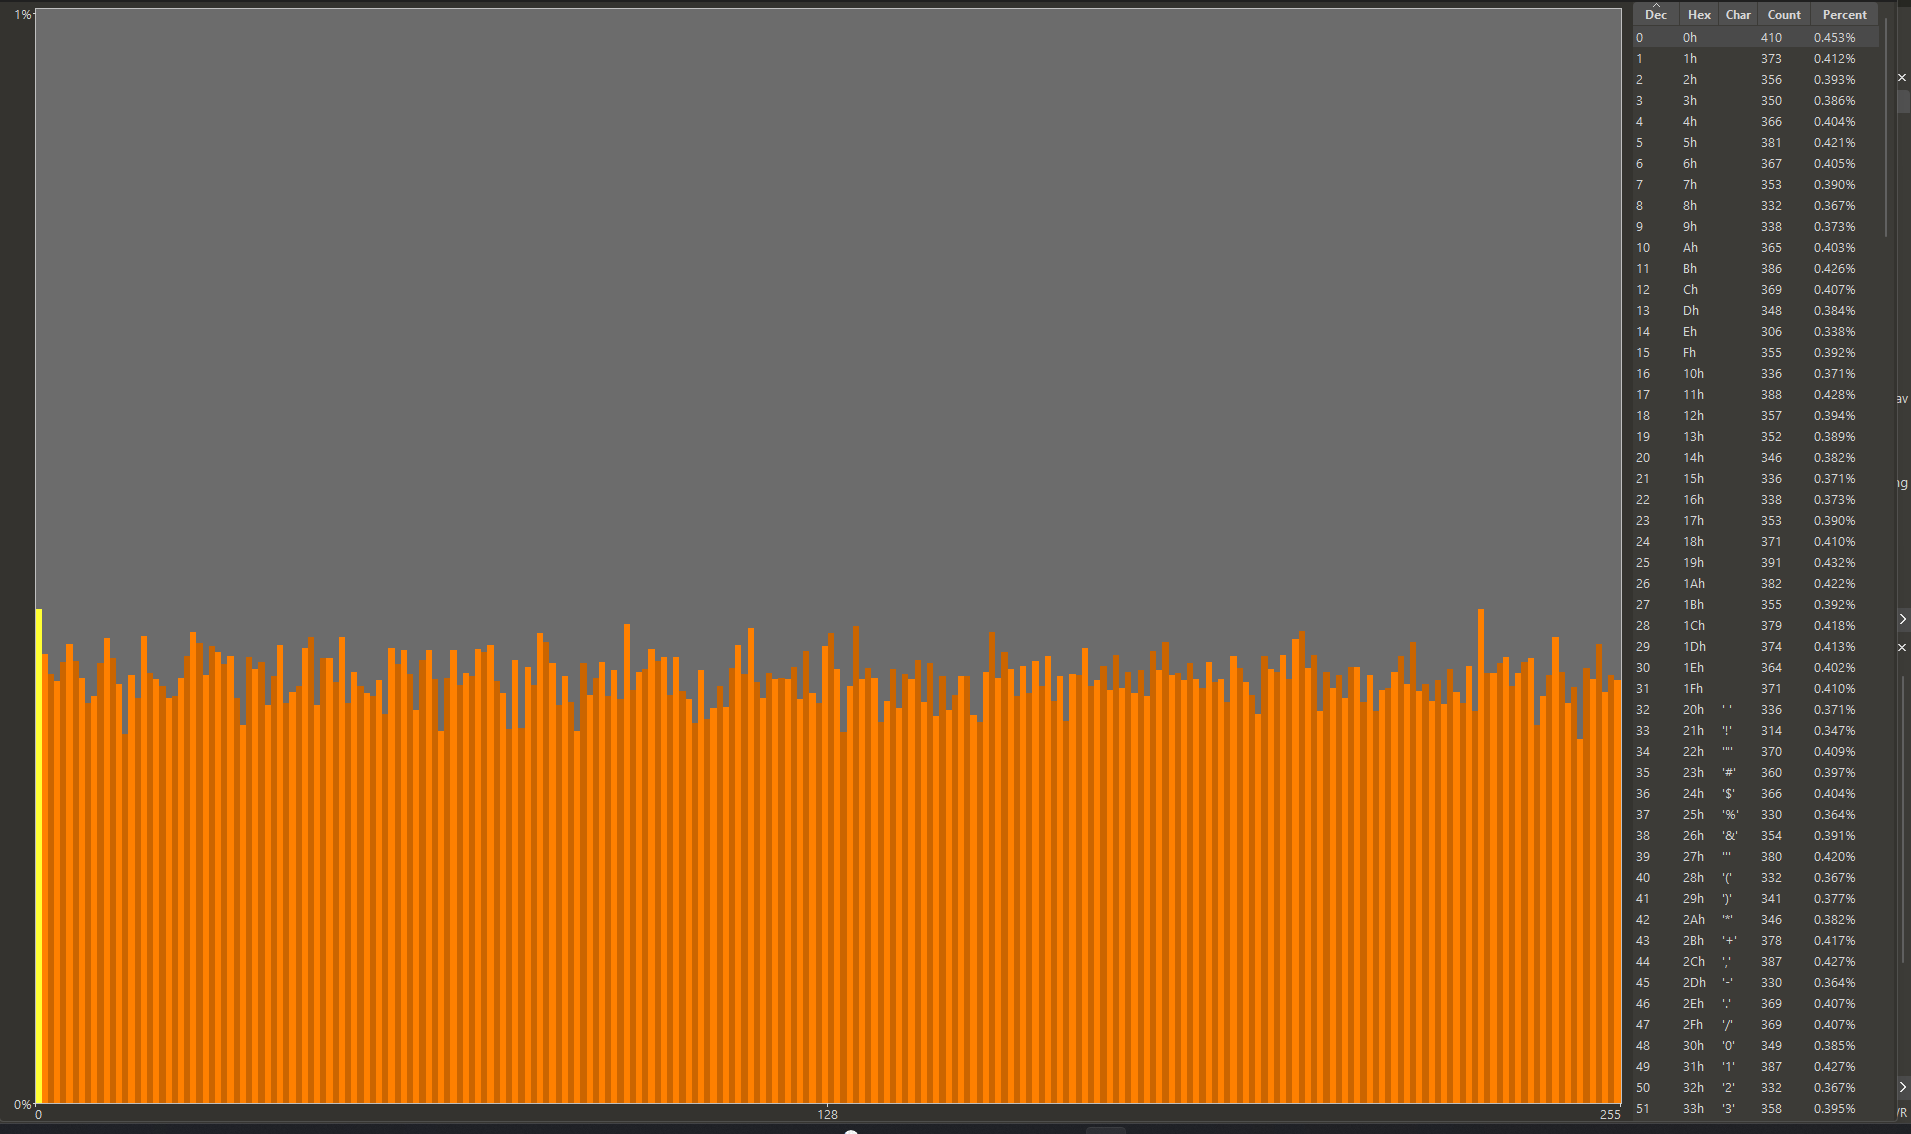 1%
0%
0 128 255
Dec Hex Char Count Percent
0 0h 410 0.453%
1 1h 373 0.412%
2 2h 356 0.393%
3 3h 350 0.386%
4 4h 366 0.404%
5 5h 381 0.421%
6 6h 367 0.405%
7 7h 353 0.390%
8 8h 332 0.367%
9 9h 338 0.373%
10 Ah 365 0.403%
11 Bh 386 0.426%
12 Ch 369 0.407%
13 Dh 348 0.384%
14 Eh 306 0.338%
15 Fh 355 0.392%
16 10h 336 0.371%
17 11h 388 0.428%
18 12h 357 0.394%
19 13h 352 0.389%
20 14h 346 0.382%
21 15h 336 0.371%
22 16h 338 0.373%
23 17h 353 0.390%
24 18h 371 0.410%
25 19h 391 0.432%
26 1Ah 382 0.422%
27 1Bh 355 0.392%
28 1Ch 379 0.418%
29 1Dh 374 0.413%
30 1Eh 364 0.402%
31 1Fh 371 0.410%
32 20h ' ' 336 0.371%
33 21h '!' 314 0.347%
34 22h '"' 370 0.409%
35 23h '#' 360 0.397%
36 24h '$' 366 0.404%
37 25h '%' 330 0.364%
38 26h '&' 354 0.391%
39 27h ''' 380 0.420%
40 28h '(' 332 0.367%
41 29h ')' 341 0.377%
42 2Ah '*' 346 0.382%
43 2Bh '+' 378 0.417%
44 2Ch ',' 387 0.427%
45 2Dh '-' 330 0.364%
46 2Eh '.' 369 0.407%
47 2Fh '/' 369 0.407%
48 30h '0' 349 0.385%
49 31h '1' 387 0.427%
50 32h '2' 332 0.367%
51 33h '3' 358 0.395%